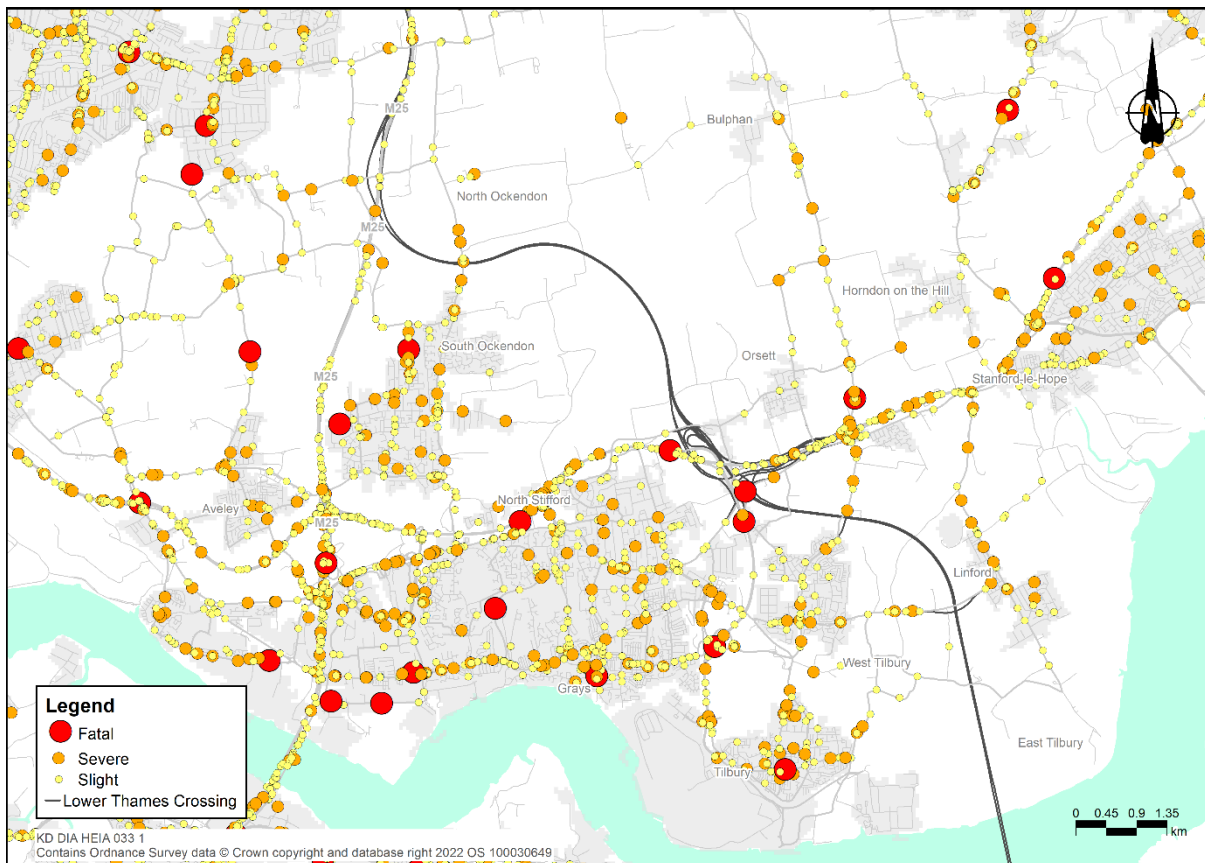 M25
Bulphan
N
North Ockendon
M25
Horndon on the Hill
South Ockendon
Orsett
M25
Stanford-le-Hope
North Stifford
Aveley
M25
Linford
West Tilbury
Grays
East Tilbury
Tilbury
Legend
Fatal
Severe
Slight
Lower Thames Crossing
0 0.45 0.9 1.35
km
KD DIA HEIA 033 1
Contains Ordnance Survey data © Crown copyright and database right 2022 OS 100030649